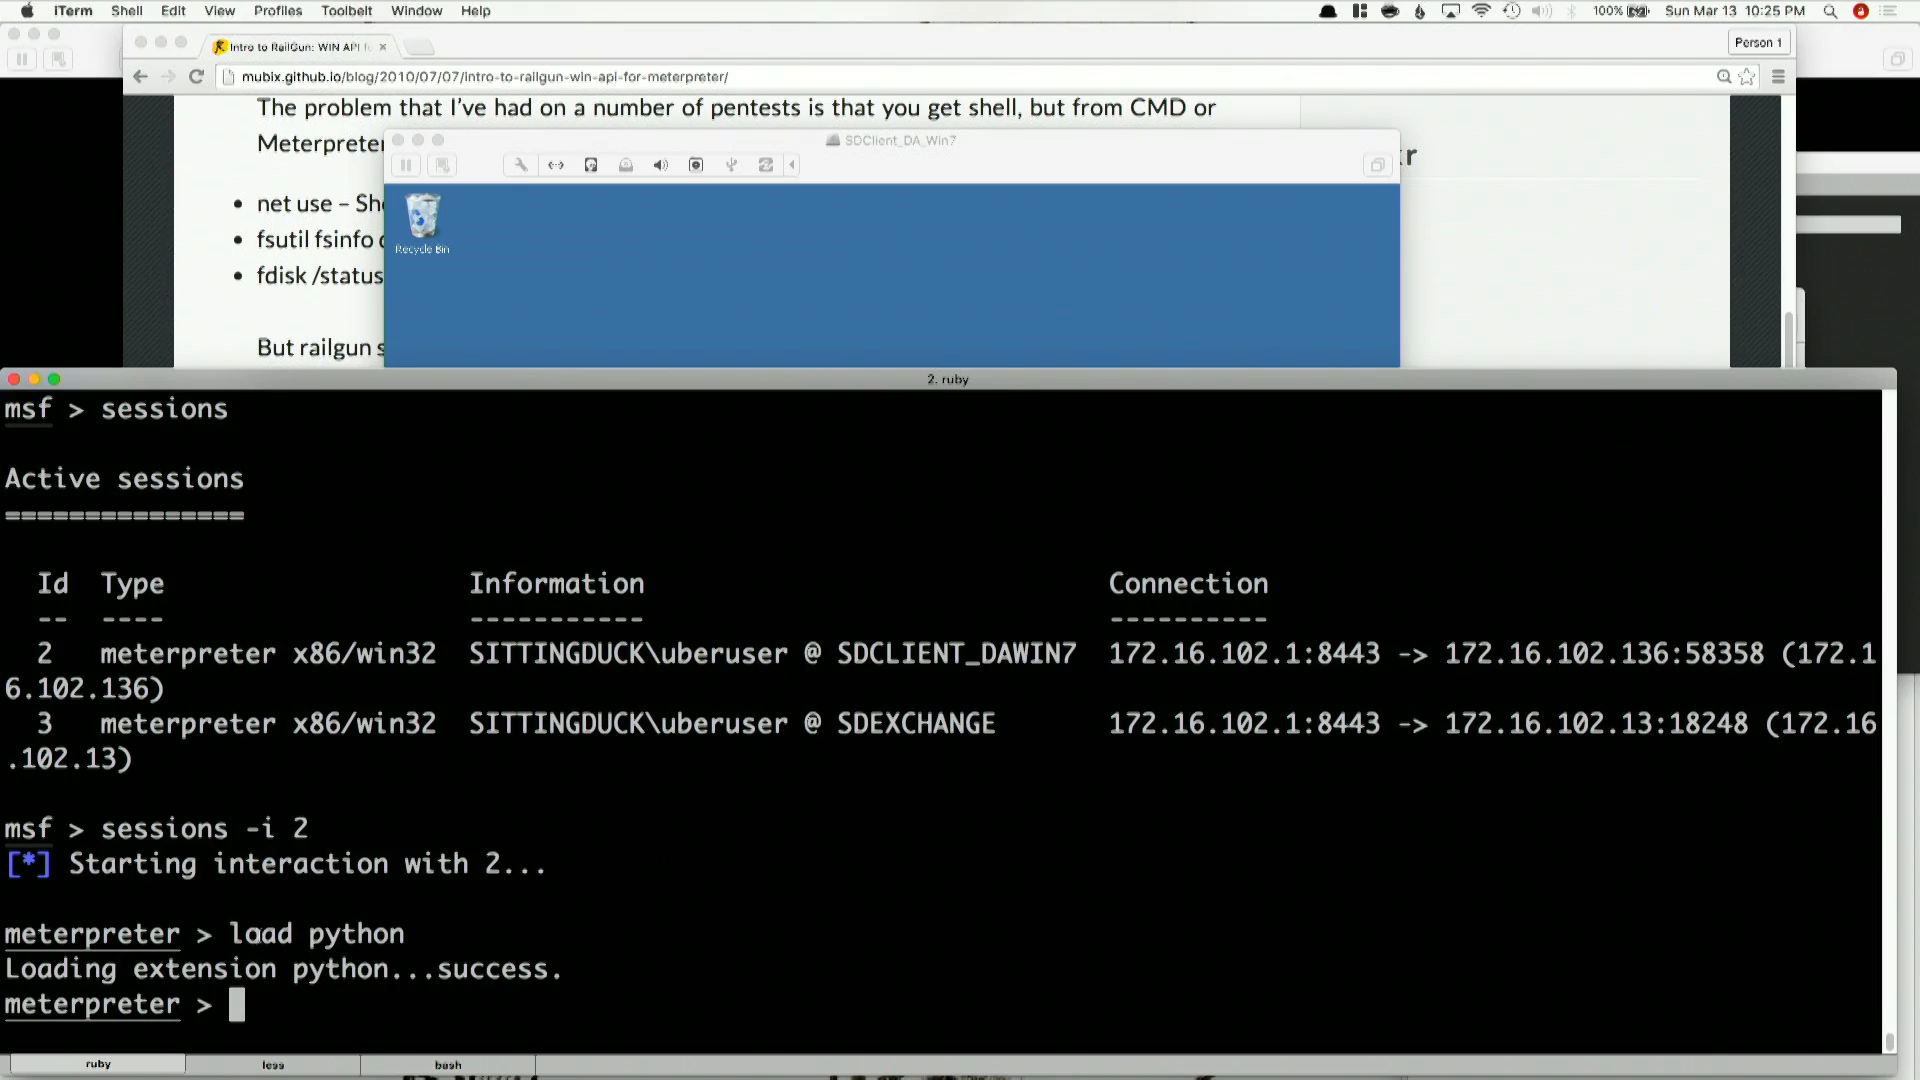 iTerm Shell Edit View Profiles Toolbelt Window Help 100% Sun Mar 13 10:25 PM
Intro to RailGun: WIN API f
Person 1
mubix.github.io/blog/2010/07/07/intro-to-railgun-win-api-for-meterpreter/
The problem that I've had on a number of pentests is that you get shell, but from CMD or
Meterpreter
SDClient_DA_Win7
net use – Sh
fsutil fsinfo
Recycle Bin
fdisk /status
But railgun s
2. ruby
msf > sessions
Active sessions
===============
Id Type Information Connection
-- ---- ----------- ----------
2 meterpreter x86/win32 SITTINGDUCK\uberuser @ SDCLIENT_DAWIN7 172.16.102.1:8443 -> 172.16.102.136:58358 (172.1
6.102.136)
3 meterpreter x86/win32 SITTINGDUCK\uberuser @ SDEXCHANGE 172.16.102.1:8443 -> 172.16.102.13:18248 (172.16
.102.13)
msf > sessions -i 2
[*] Starting interaction with 2...
meterpreter > load python
Loading extension python...success.
meterpreter >
ruby less bash